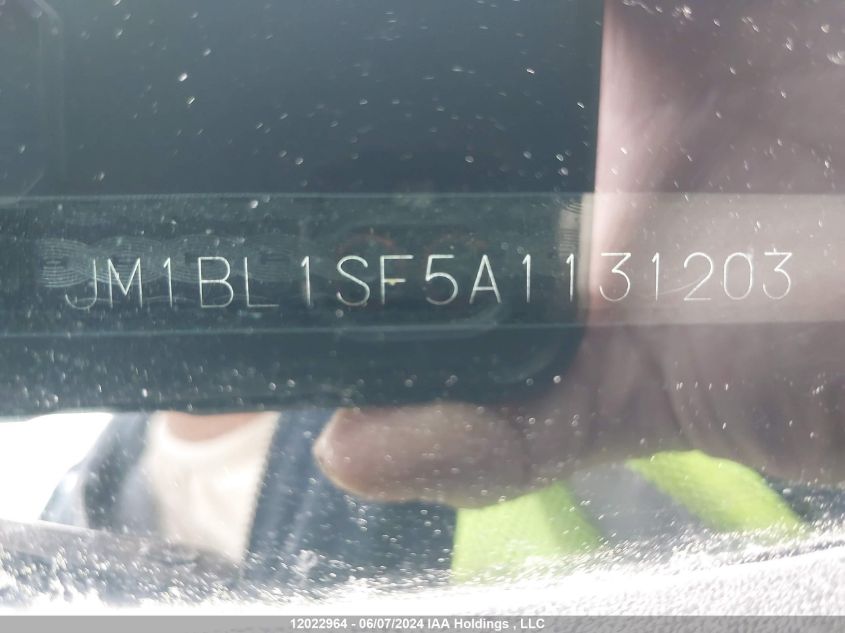 JM1BL1SF5A1131203
12022964 - 06/07/2024 IAA Holdings , LLC